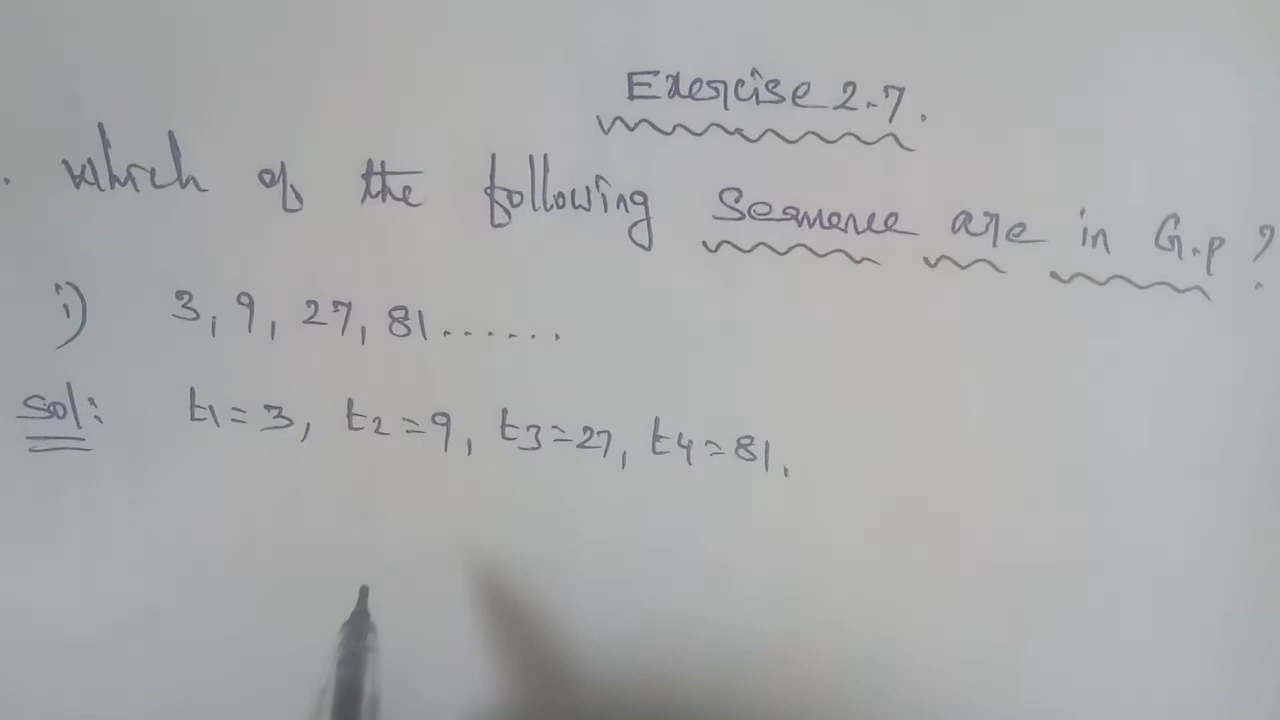 Exercise 2.7.
. Which of the following Sequence are in G.p ?
i) 3, 9, 27, 81......
Sol: t1 = 3, t2 = 9, t3 = 27, t4 = 81.